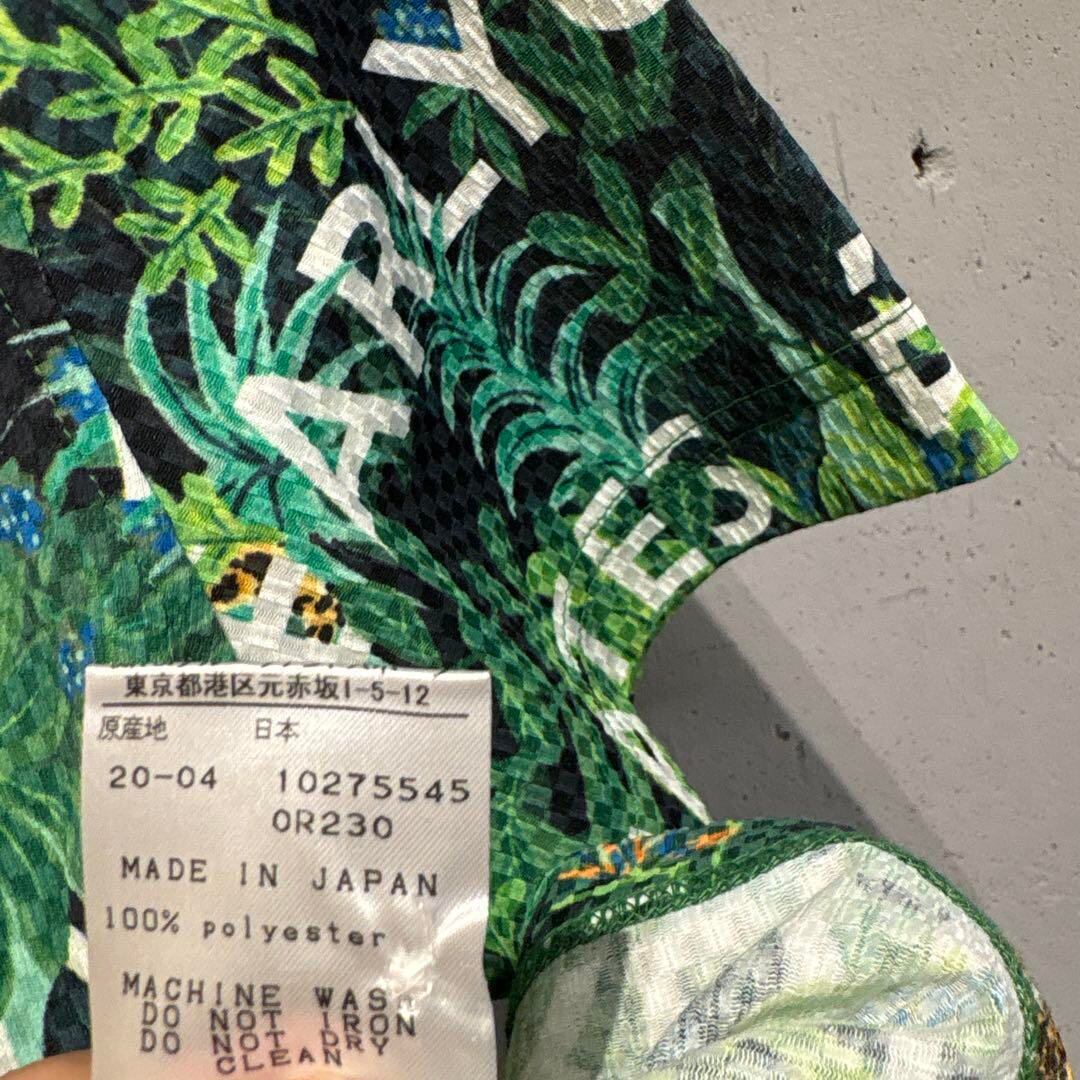 東京都港区元赤坂1-5-12
原産地 日本
20-04 10275545
0R230
MADE IN JAPAN
100% polyester
MACHINE WASH
DO NOT IRON
DO NOT DRY
CLEAN